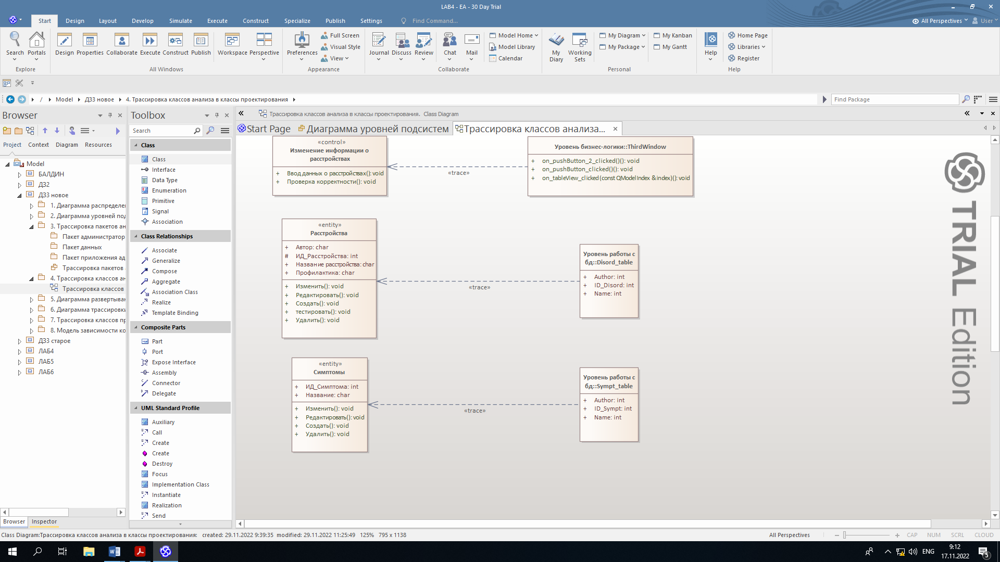 LAB4 - EA - 30 Day Trial
Start
Design
Layout
Develop
Simulate
Execute
Construct
Specialize
Publish
Settings
Find Command...
All Perspectives
User
Search
Portals
Explore
Design
Properties
Collaborate
Execute
Construct
Publish
All Windows
Workspace
Perspective
Preferences
Full Screen
Visual Style
View
Appearance
Journal
Discuss
Review
Chat
Mail
Model Home
Model Library
Calendar
Collaborate
My Diary
Working Sets
My Diagram
My Package
My Kanban
My Gantt
Personal
Help
Home Page
Libraries
Register
Help
/ Model ДЗ3 новое 4. Трассировка классов анализа в классы проектирования
Find Package
Browser
Project Context Diagram Resources
Model
БАЛДИН
ДЗ2
ДЗ3 новое
1. Диаграмма распределе
2. Диаграмма уровней под
3. Трассировка пакетов ан
Пакет администратор
Пакет данных
Пакет приложения ад
Трассировка пакетов
4. Трассировка классов ан
Трассировка классов
5. Диаграмма развертыван
6. Диаграмма трассировки
7. Трассировка классов пр
8. Модель зависимости ко
ДЗ3 старое
ЛАБ4
ЛАБ5
ЛАБ6
Browser Inspector
Toolbox
Search
Class
Class
Interface
Data Type
Enumeration
Primitive
Signal
Association
Class Relationships
Associate
Generalize
Compose
Aggregate
Association Class
Realize
Template Binding
Composite Parts
Part
Port
Expose Interface
Assembly
Connector
Delegate
UML Standard Profile
Auxiliary
Call
Create
Create
Destroy
Focus
Implementation Class
Instantiate
Realization
Send
Трассировка классов анализа в классы проектирования. Class Diagram
Start Page
Диаграмма уровней подсистем
Трассировка классов анализа...
«control»
Изменение информации о
расстройствах
+ Ввод данных о расстройствах(): void
+ Проверка корректности(): void
«trace»
Уровень бизнес-логики::ThirdWindow
+ on_pushButton_2_clicked()(): void
+ on_pushButton_clicked()(): void
+ on_tableView_clicked(const QModelIndex &index)(): void
«entity»
Расстройства
+ Автор: char
# ИД_Расстройства: int
+ Название расстройства: char
+ Профилактика: char
+ Изменить(): void
+ Редактировать(): void
+ Создать(): void
+ тестировать(): void
+ Удалить(): void
«trace»
Уровень работы с
бд::Disord_table
+ Author: int
+ ID_Disord: int
+ Name: int
«entity»
Симптомы
+ ИД_Симптома: int
+ Название: char
+ Изменить(): void
+ Редактировать(): void
+ Создать(): void
+ Удалить(): void
«trace»
Уровень работы с
бд::Sympt_table
+ Author: int
+ ID_Sympt: int
+ Name: int
TRIAL Edition
Class Diagram:Трассировка классов анализа в классы проектирования: created: 29.11.2022 9:39:35 modified: 29.11.2022 11:25:49 125% 795 x 1138
All Perspectives
CAP NUM SCRL CLOUD
ENG
9:12
17.11.2022
5